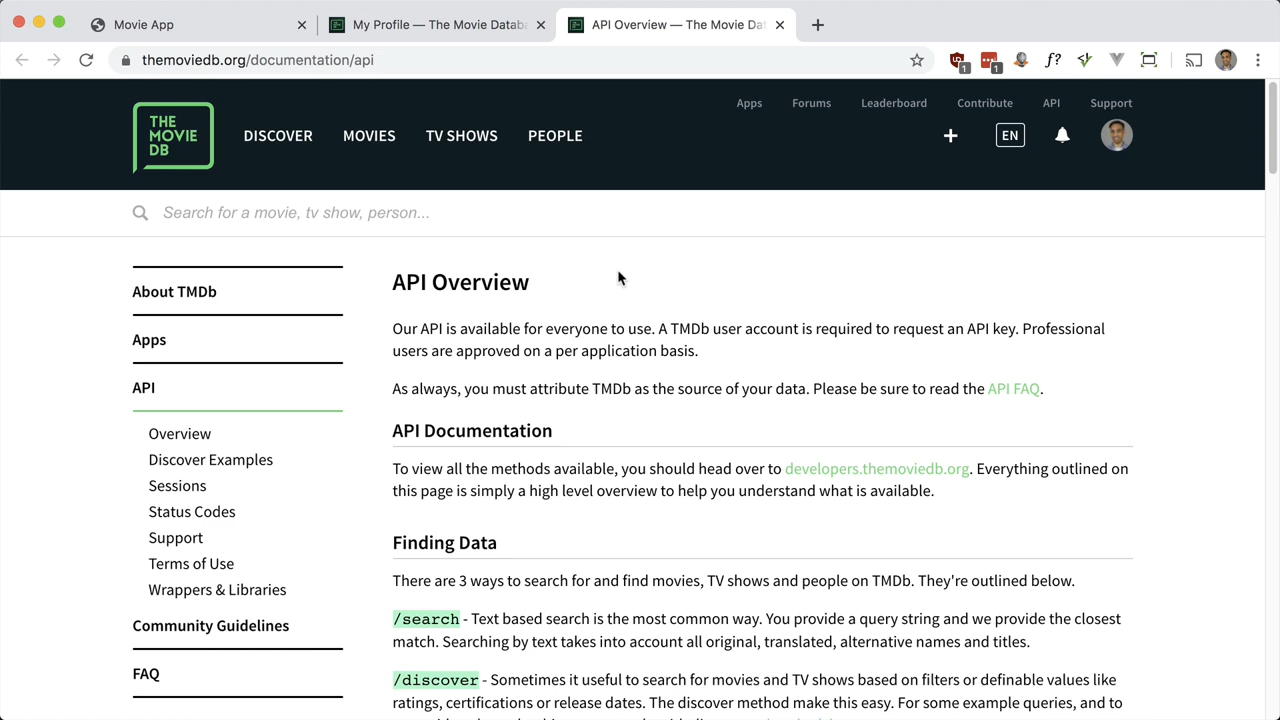 Movie App
My Profile — The Movie Databa
API Overview — The Movie Dat
themoviedb.org/documentation/api
1
1
f?
Apps
Forums
Leaderboard
Contribute
API
Support
THE
MOVIE
DB
DISCOVER
MOVIES
TV SHOWS
PEOPLE
EN
Search for a movie, tv show, person...
About TMDb
Apps
API
Overview
Discover Examples
Sessions
Status Codes
Support
Terms of Use
Wrappers & Libraries
Community Guidelines
FAQ
API Overview
Our API is available for everyone to use. A TMDb user account is required to request an API key. Professional
users are approved on a per application basis.
As always, you must attribute TMDb as the source of your data. Please be sure to read the API FAQ.
API Documentation
To view all the methods available, you should head over to developers.themoviedb.org. Everything outlined on
this page is simply a high level overview to help you understand what is available.
Finding Data
There are 3 ways to search for and find movies, TV shows and people on TMDb. They're outlined below.
/search - Text based search is the most common way. You provide a query string and we provide the closest
match. Searching by text takes into account all original, translated, alternative names and titles.
/discover - Sometimes it useful to search for movies and TV shows based on filters or definable values like
ratings, certifications or release dates. The discover method make this easy. For some example queries, and to